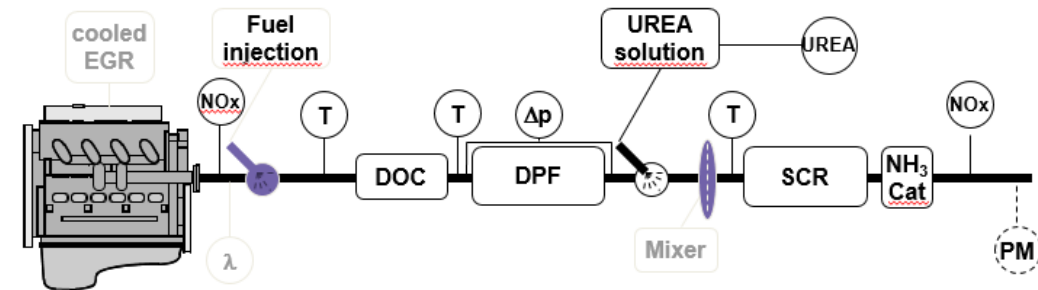 cooled
EGR
Fuel
injection
UREA
solution
UREA
NOx
T
T
Δp
T
NOx
DOC
DPF
SCR
NH₃
Cat
λ
Mixer
PM